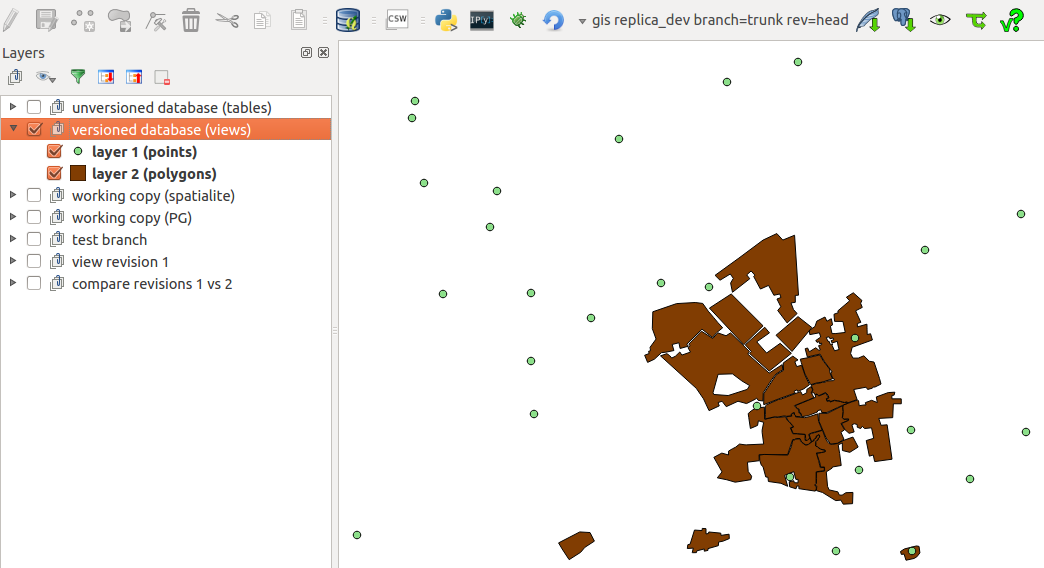 CSW
IP[y]:
gis replica_dev branch=trunk rev=head
Layers
unversioned database (tables)
versioned database (views)
layer 1 (points)
layer 2 (polygons)
working copy (spatialite)
working copy (PG)
test branch
view revision 1
compare revisions 1 vs 2